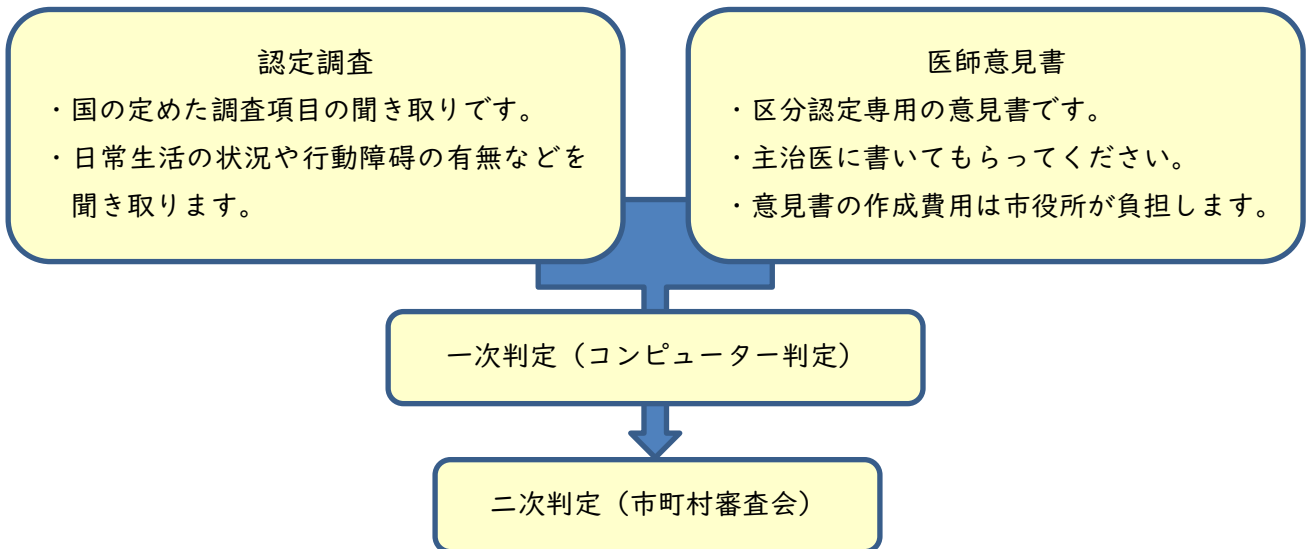 認定調査
・国の定めた調査項目の聞き取りです。
・日常生活の状況や行動障碍の有無などを
聞き取ります。
医師意見書
・区分認定専用の意見書です。
・主治医に書いてもらってください。
・意見書の作成費用は市役所が負担します。
一次判定（コンピューター判定）
二次判定（市町村審査会）